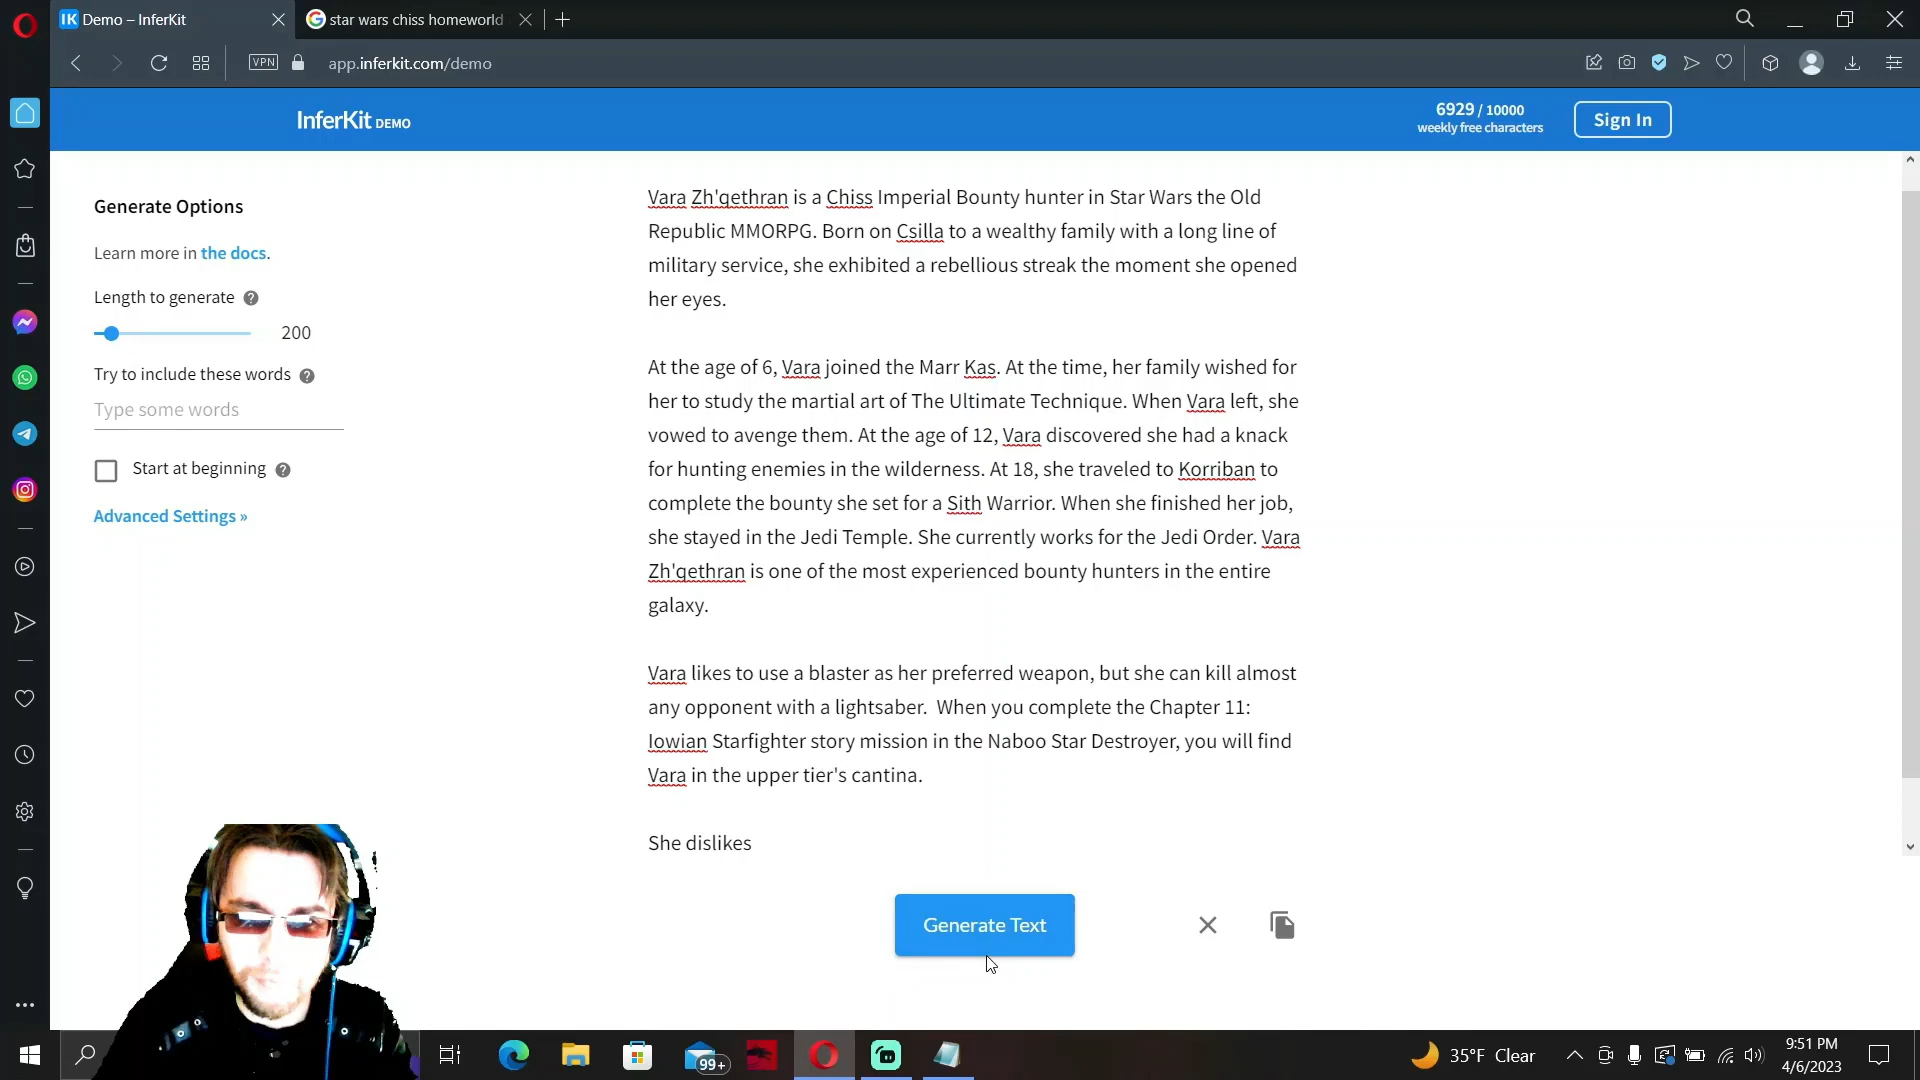 Demo – InferKit
star wars chiss homeworld
VPN
app.inferkit.com/demo
InferKit DEMO
6929 / 10000
weekly free characters
Sign In
Generate Options
Learn more in the docs.
Length to generate
200
Try to include these words
Type some words
Start at beginning
Advanced Settings »
Vara Zh'qethran is a Chiss Imperial Bounty hunter in Star Wars the Old
Republic MMORPG. Born on Csilla to a wealthy family with a long line of
military service, she exhibited a rebellious streak the moment she opened
her eyes.
At the age of 6, Vara joined the Marr Kas. At the time, her family wished for
her to study the martial art of The Ultimate Technique. When Vara left, she
vowed to avenge them. At the age of 12, Vara discovered she had a knack
for hunting enemies in the wilderness. At 18, she traveled to Korriban to
complete the bounty she set for a Sith Warrior. When she finished her job,
she stayed in the Jedi Temple. She currently works for the Jedi Order. Vara
Zh'qethran is one of the most experienced bounty hunters in the entire
galaxy.
Vara likes to use a blaster as her preferred weapon, but she can kill almost
any opponent with a lightsaber.  When you complete the Chapter 11:
Iowian Starfighter story mission in the Naboo Star Destroyer, you will find
Vara in the upper tier's cantina.
She dislikes
Generate Text
99+
35°F Clear
9:51 PM
4/6/2023